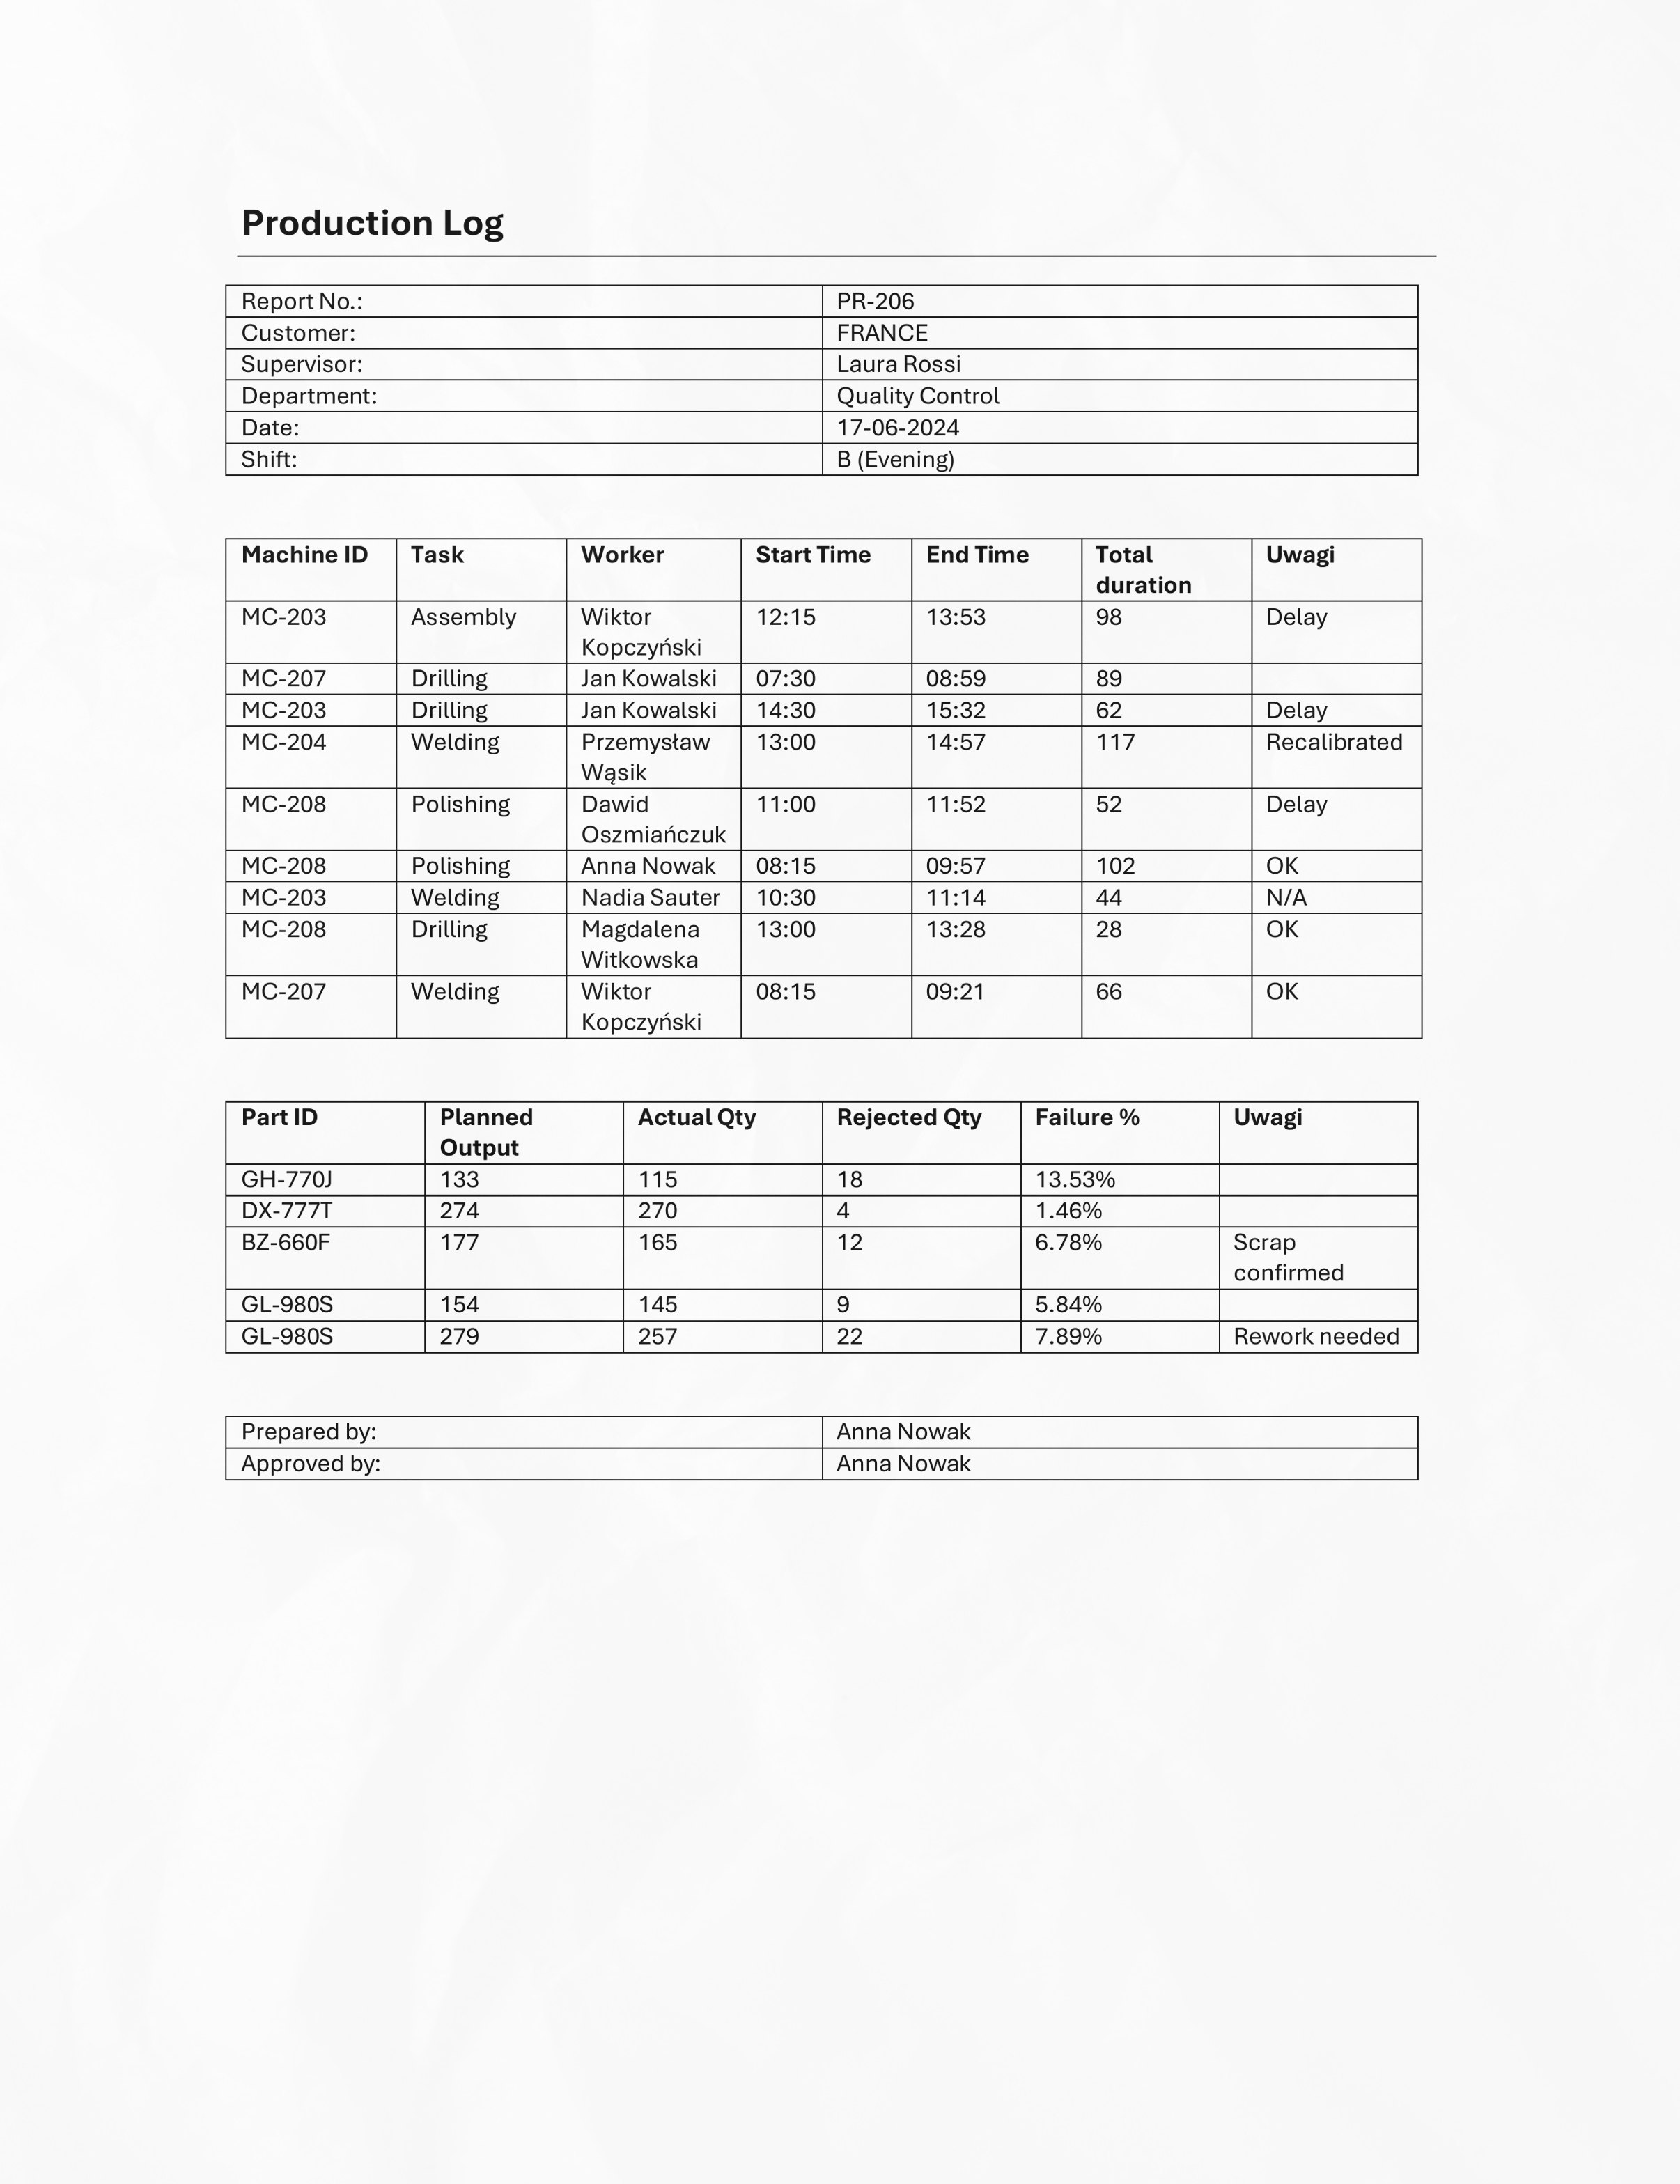 Production Log
Report No.: PR-206
Customer: FRANCE
Supervisor: Laura Rossi
Department: Quality Control
Date: 17-06-2024
Shift: B (Evening)
Machine ID Task Worker Start Time End Time Total duration Uwagi
MC-203 Assembly Wiktor Kopczyński 12:15 13:53 98 Delay
MC-207 Drilling Jan Kowalski 07:30 08:59 89
MC-203 Drilling Jan Kowalski 14:30 15:32 62 Delay
MC-204 Welding Przemysław Wąsik 13:00 14:57 117 Recalibrated
MC-208 Polishing Dawid Oszmiańczuk 11:00 11:52 52 Delay
MC-208 Polishing Anna Nowak 08:15 09:57 102 OK
MC-203 Welding Nadia Sauter 10:30 11:14 44 N/A
MC-208 Drilling Magdalena Witkowska 13:00 13:28 28 OK
MC-207 Welding Wiktor Kopczyński 08:15 09:21 66 OK
Part ID Planned Output Actual Qty Rejected Qty Failure % Uwagi
GH-770J 133 115 18 13.53%
DX-777T 274 270 4 1.46%
BZ-660F 177 165 12 6.78% Scrap confirmed
GL-980S 154 145 9 5.84%
GL-980S 279 257 22 7.89% Rework needed
Prepared by: Anna Nowak
Approved by: Anna Nowak